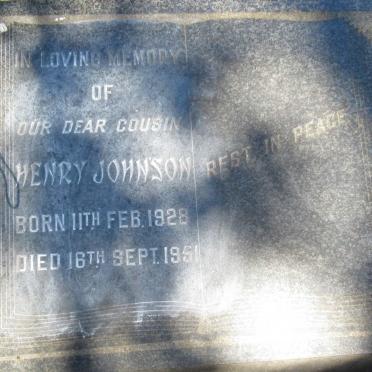 IN LOVING MEMORY
OF
OUR DEAR COUSIN
HENRY JOHNSON
BORN 11TH FEB. 1928
DIED 16TH SEPT. 1951
REST IN PEACE